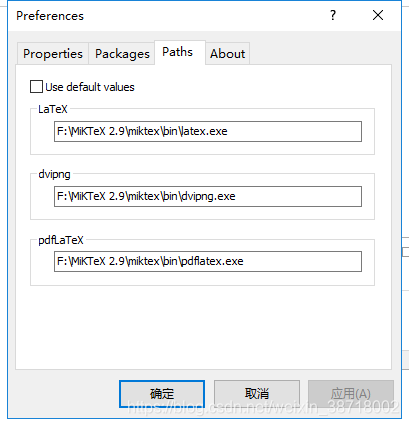 Preferences
?
Properties Packages Paths About
Use default values
LaTeX
F:\MiKTeX 2.9\miktex\bin\latex.exe
dvipng
F:\MiKTeX 2.9\miktex\bin\dvipng.exe
pdfLaTeX
F:\MiKTeX 2.9\miktex\bin\pdflatex.exe
确定 取消 应用(A)
https://blog.csdn.net/weixin_38718002